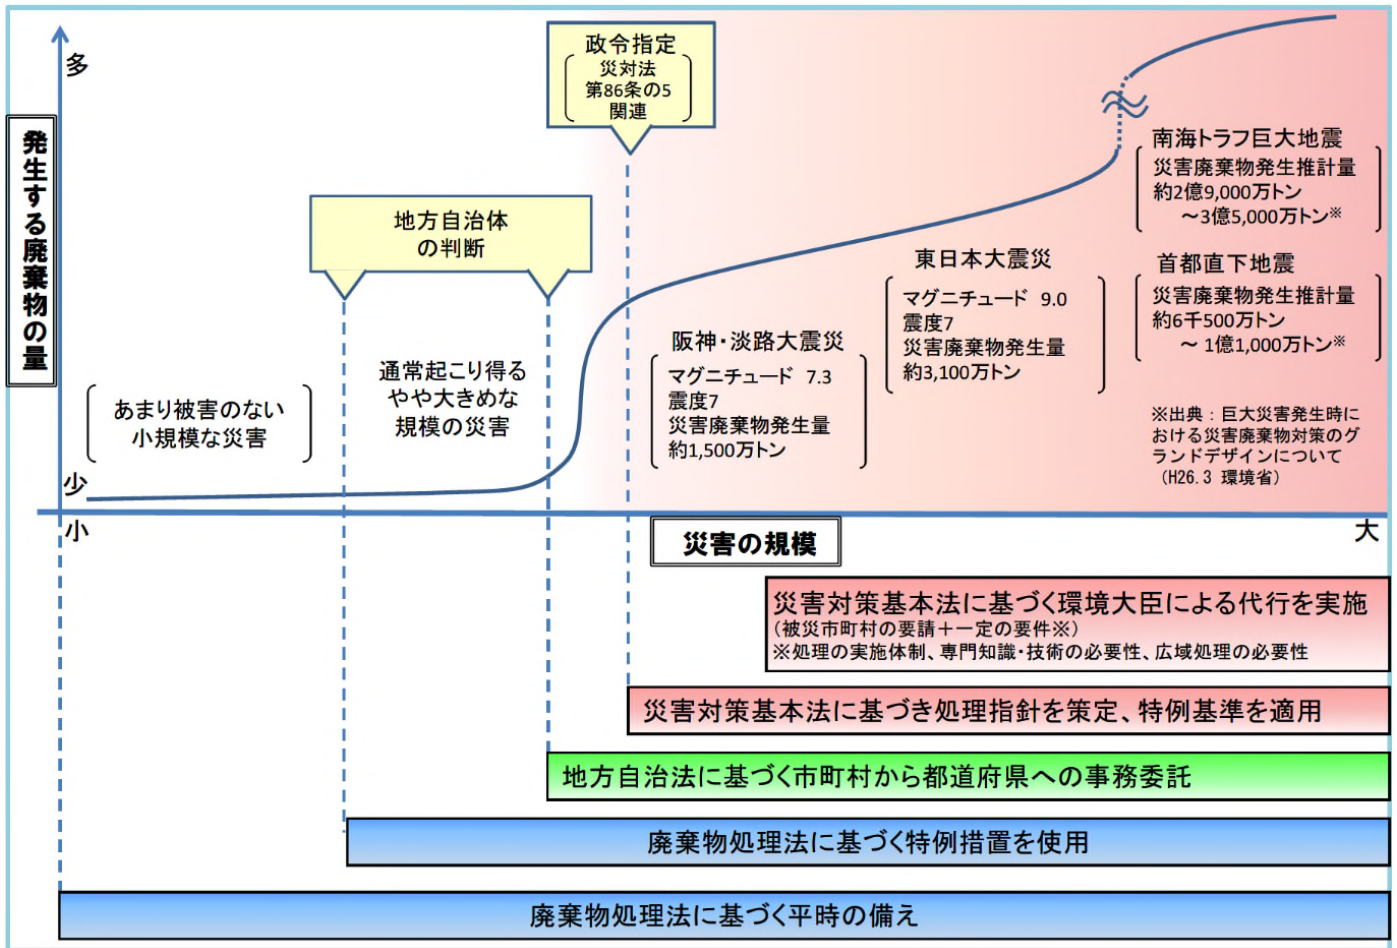 発生する廃棄物の量
多
少
小
大
災害の規模
政令指定
災対法
第86条の5
関連
地方自治体
の判断
あまり被害のない
小規模な災害
通常起こり得る
やや大きめな
規模の災害
阪神・淡路大震災
マグニチュード 7.3
震度7
災害廃棄物発生量
約1,500万トン
東日本大震災
マグニチュード 9.0
震度7
災害廃棄物発生量
約3,100万トン
南海トラフ巨大地震
災害廃棄物発生推計量
約2億9,000万トン
～3億5,000万トン※
首都直下地震
災害廃棄物発生推計量
約6千500万トン
～ 1億1,000万トン※
※出典：巨大災害発生時に
おける災害廃棄物対策のグ
ランドデザインについて
（H26.3 環境省）
災害対策基本法に基づく環境大臣による代行を実施
（被災市町村の要請＋一定の要件※）
※処理の実施体制、専門知識・技術の必要性、広域処理の必要性
災害対策基本法に基づき処理指針を策定、特例基準を適用
地方自治法に基づく市町村から都道府県への事務委託
廃棄物処理法に基づく特例措置を使用
廃棄物処理法に基づく平時の備え